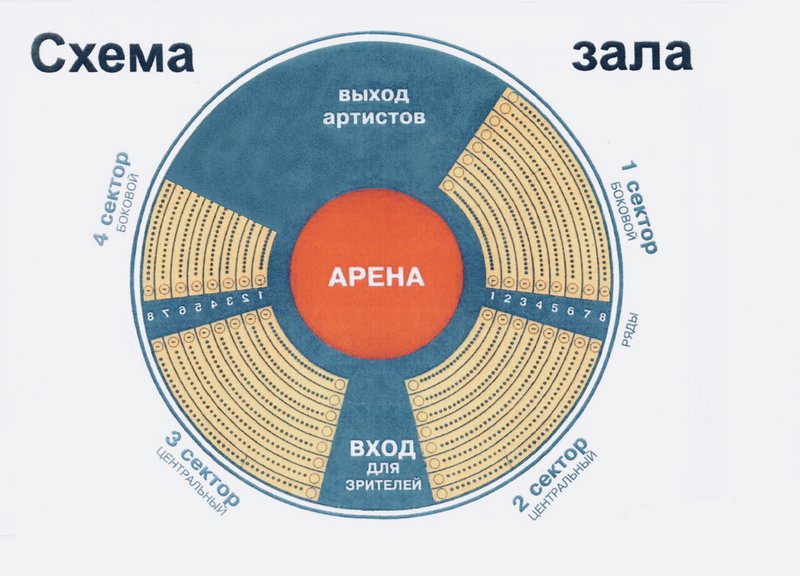 Схема зала
выход
артистов
4 сектор
БОКОВОЙ
1 сектор
БОКОВОЙ
АРЕНА
8 7 6 5 4 3 2 1
1 2 3 4 5 6 7 8
РЯДЫ
ВХОД
ДЛЯ
ЗРИТЕЛЕЙ
3 сектор
ЦЕНТРАЛЬНЫЙ
2 сектор
ЦЕНТРАЛЬНЫЙ